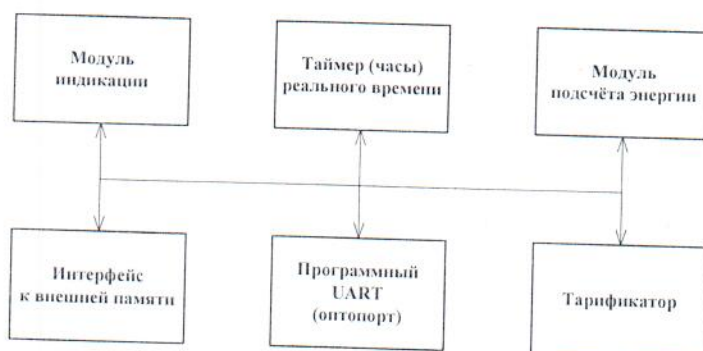 Модуль
индикации
Таймер (часы)
реального времени
Модуль
подсчёта энергии
Интерфейс
к внешней памяти
Программный
UART
(оптопорт)
Тарификатор